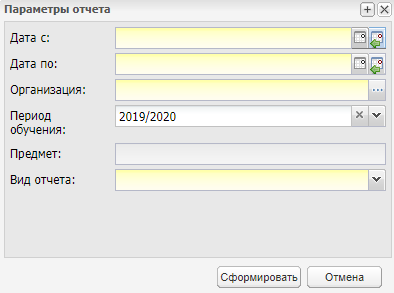 Параметры отчета
Дата с:
Дата по:
Организация:
Период
обучения:
2019/2020
Предмет:
Вид отчета:
Сформировать
Отмена